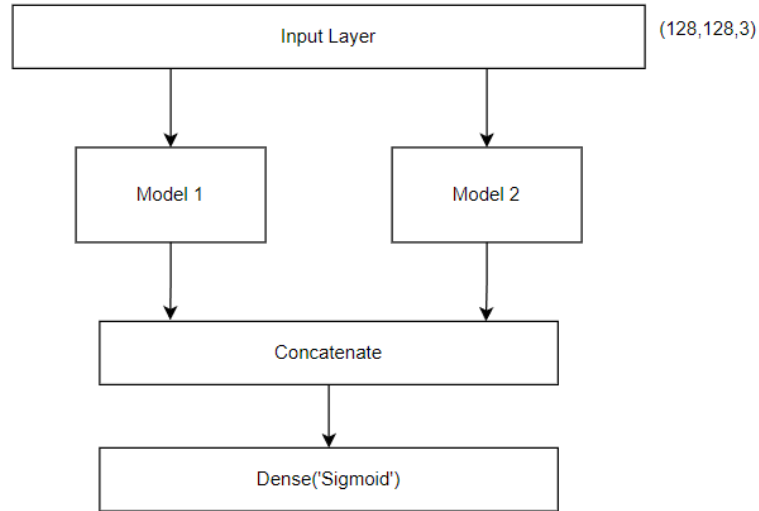 Input Layer
(128,128,3)
Model 1
Model 2
Concatenate
Dense('Sigmoid')